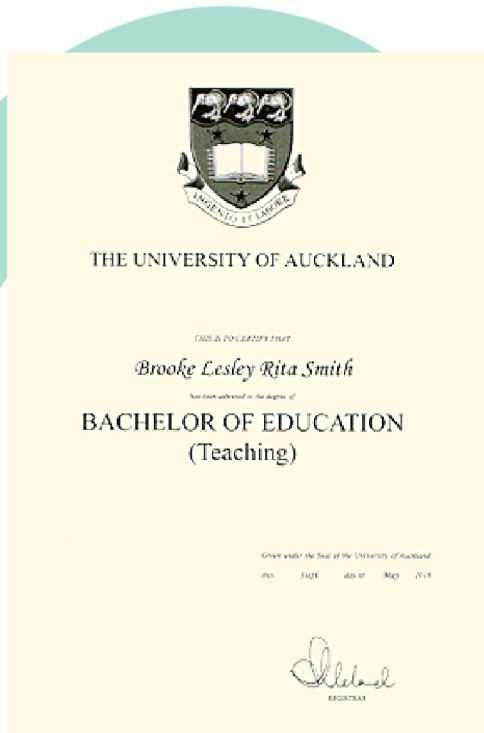 INGENIO ET LABORE
THE UNIVERSITY OF AUCKLAND
THIS IS TO CERTIFY THAT
Brooke Lesley Rita Smith
has been admitted to the degree of
BACHELOR OF EDUCATION
(Teaching)
Given under the Seal of the University of Auckland
this day of May
REGISTRAR